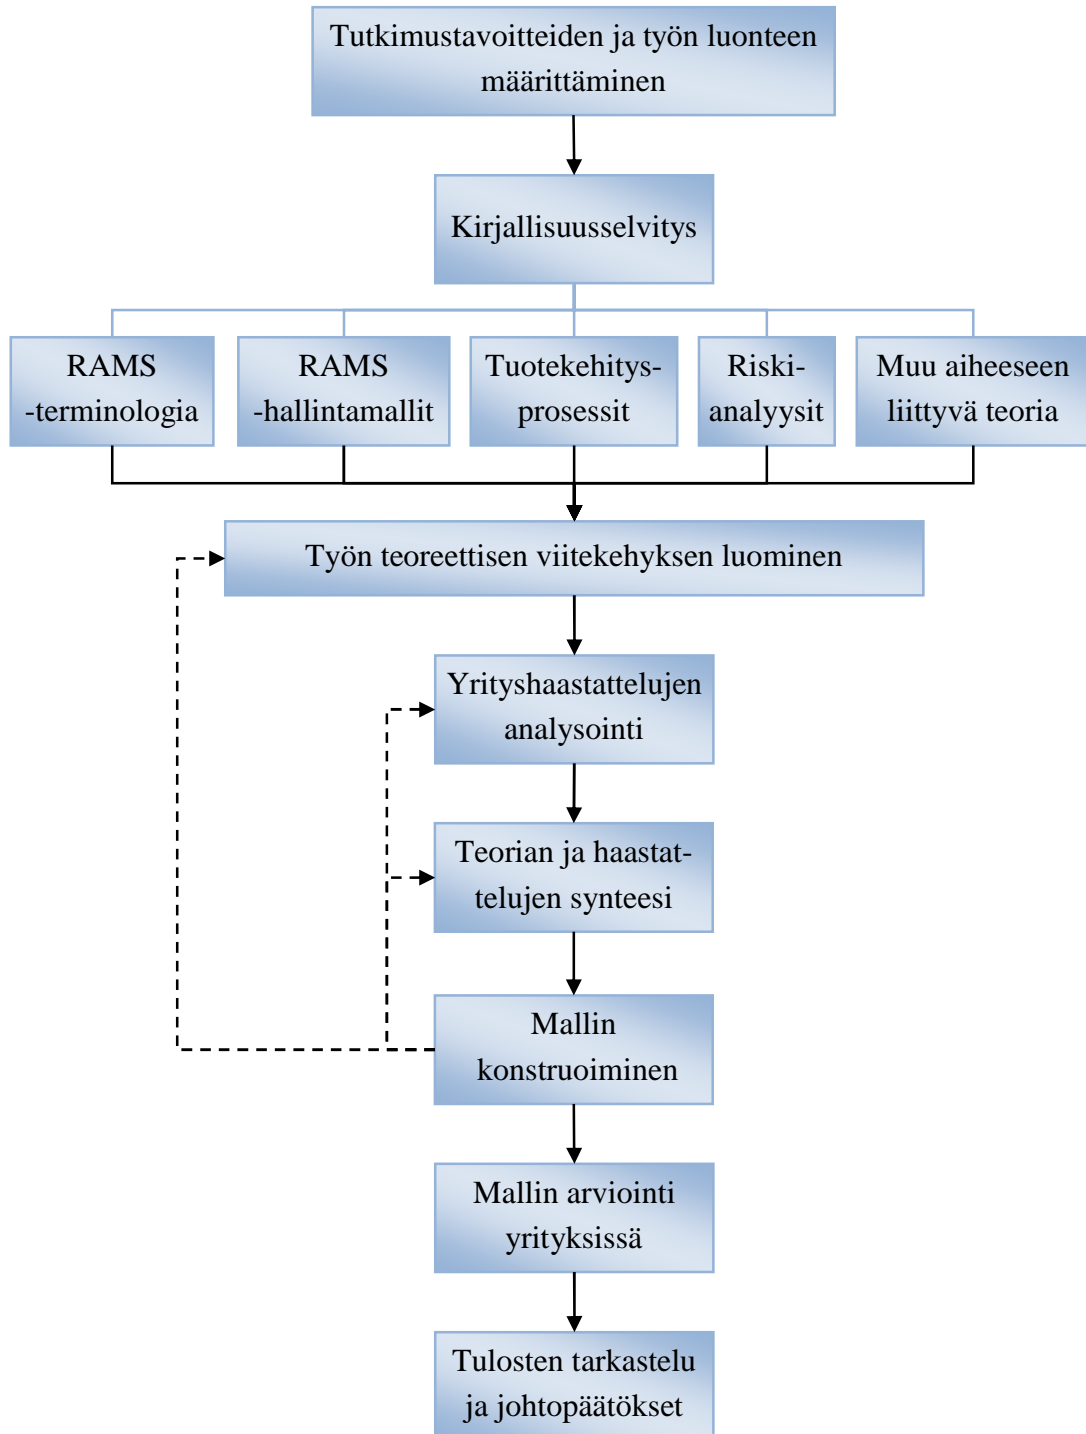 Tutkimustavoitteiden ja työn luonteen
määrittäminen
Kirjallisuusselvitys
RAMS
-terminologia
RAMS
-hallintamallit
Tuotekehitys-
prosessit
Riski-
analyysit
Muu aiheeseen
liittyvä teoria
Työn teoreettisen viitekehyksen luominen
Yrityshaastattelujen
analysointi
Teorian ja haastat-
telujen synteesi
Mallin
konstruoiminen
Mallin arviointi
yrityksissä
Tulosten tarkastelu
ja johtopäätökset